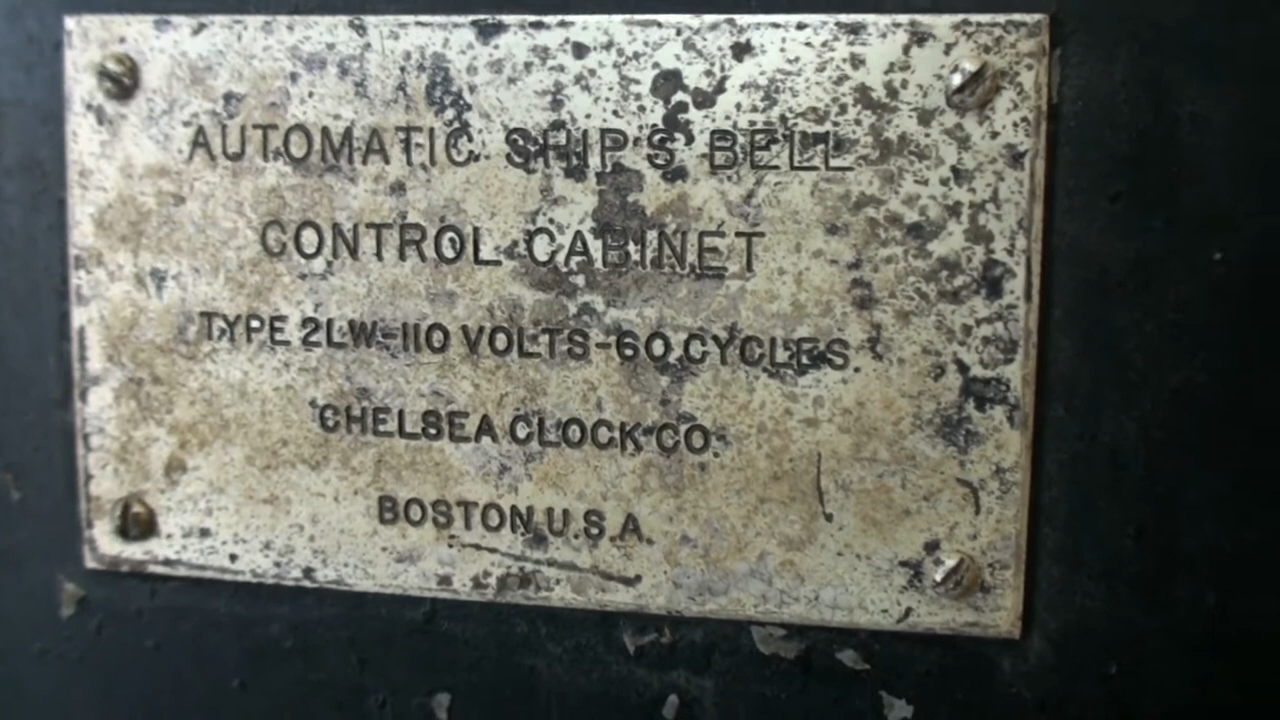 AUTOMATIC SHIP'S BELL
CONTROL CABINET
TYPE 2LW-110 VOLTS-60 CYCLES
CHELSEA CLOCK CO.
BOSTON, U.S.A.